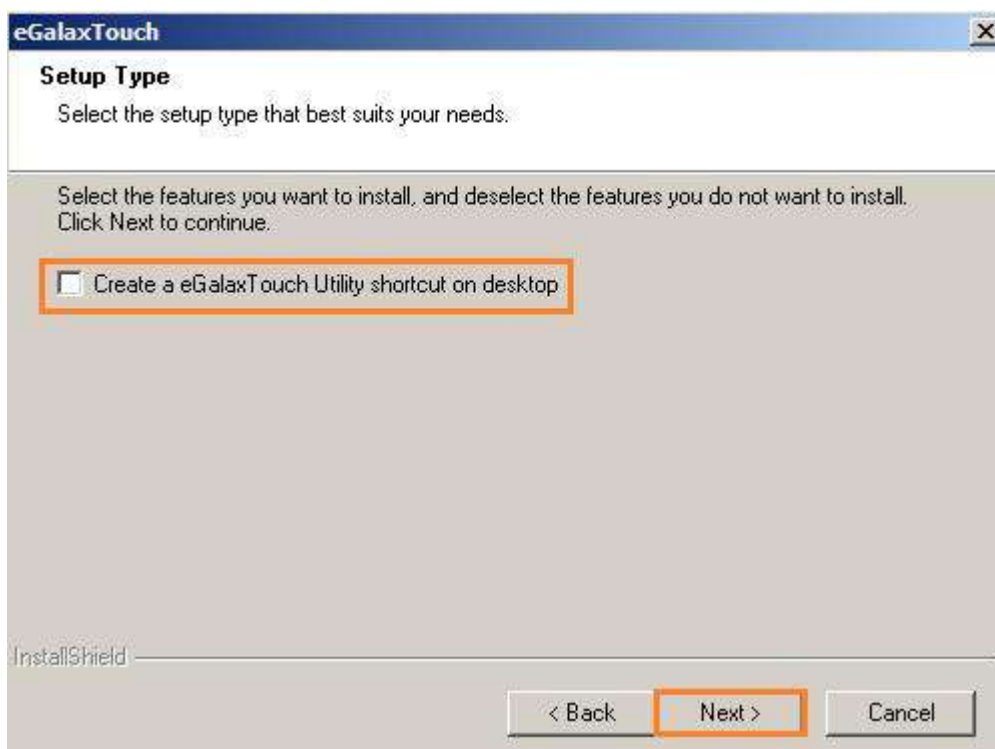 eGalaxTouch
Setup Type
Select the setup type that best suits your needs.
Select the features you want to install, and deselect the features you do not want to install.
Click Next to continue.
Create a eGalaxTouch Utility shortcut on desktop
InstallShield
< Back
Next >
Cancel